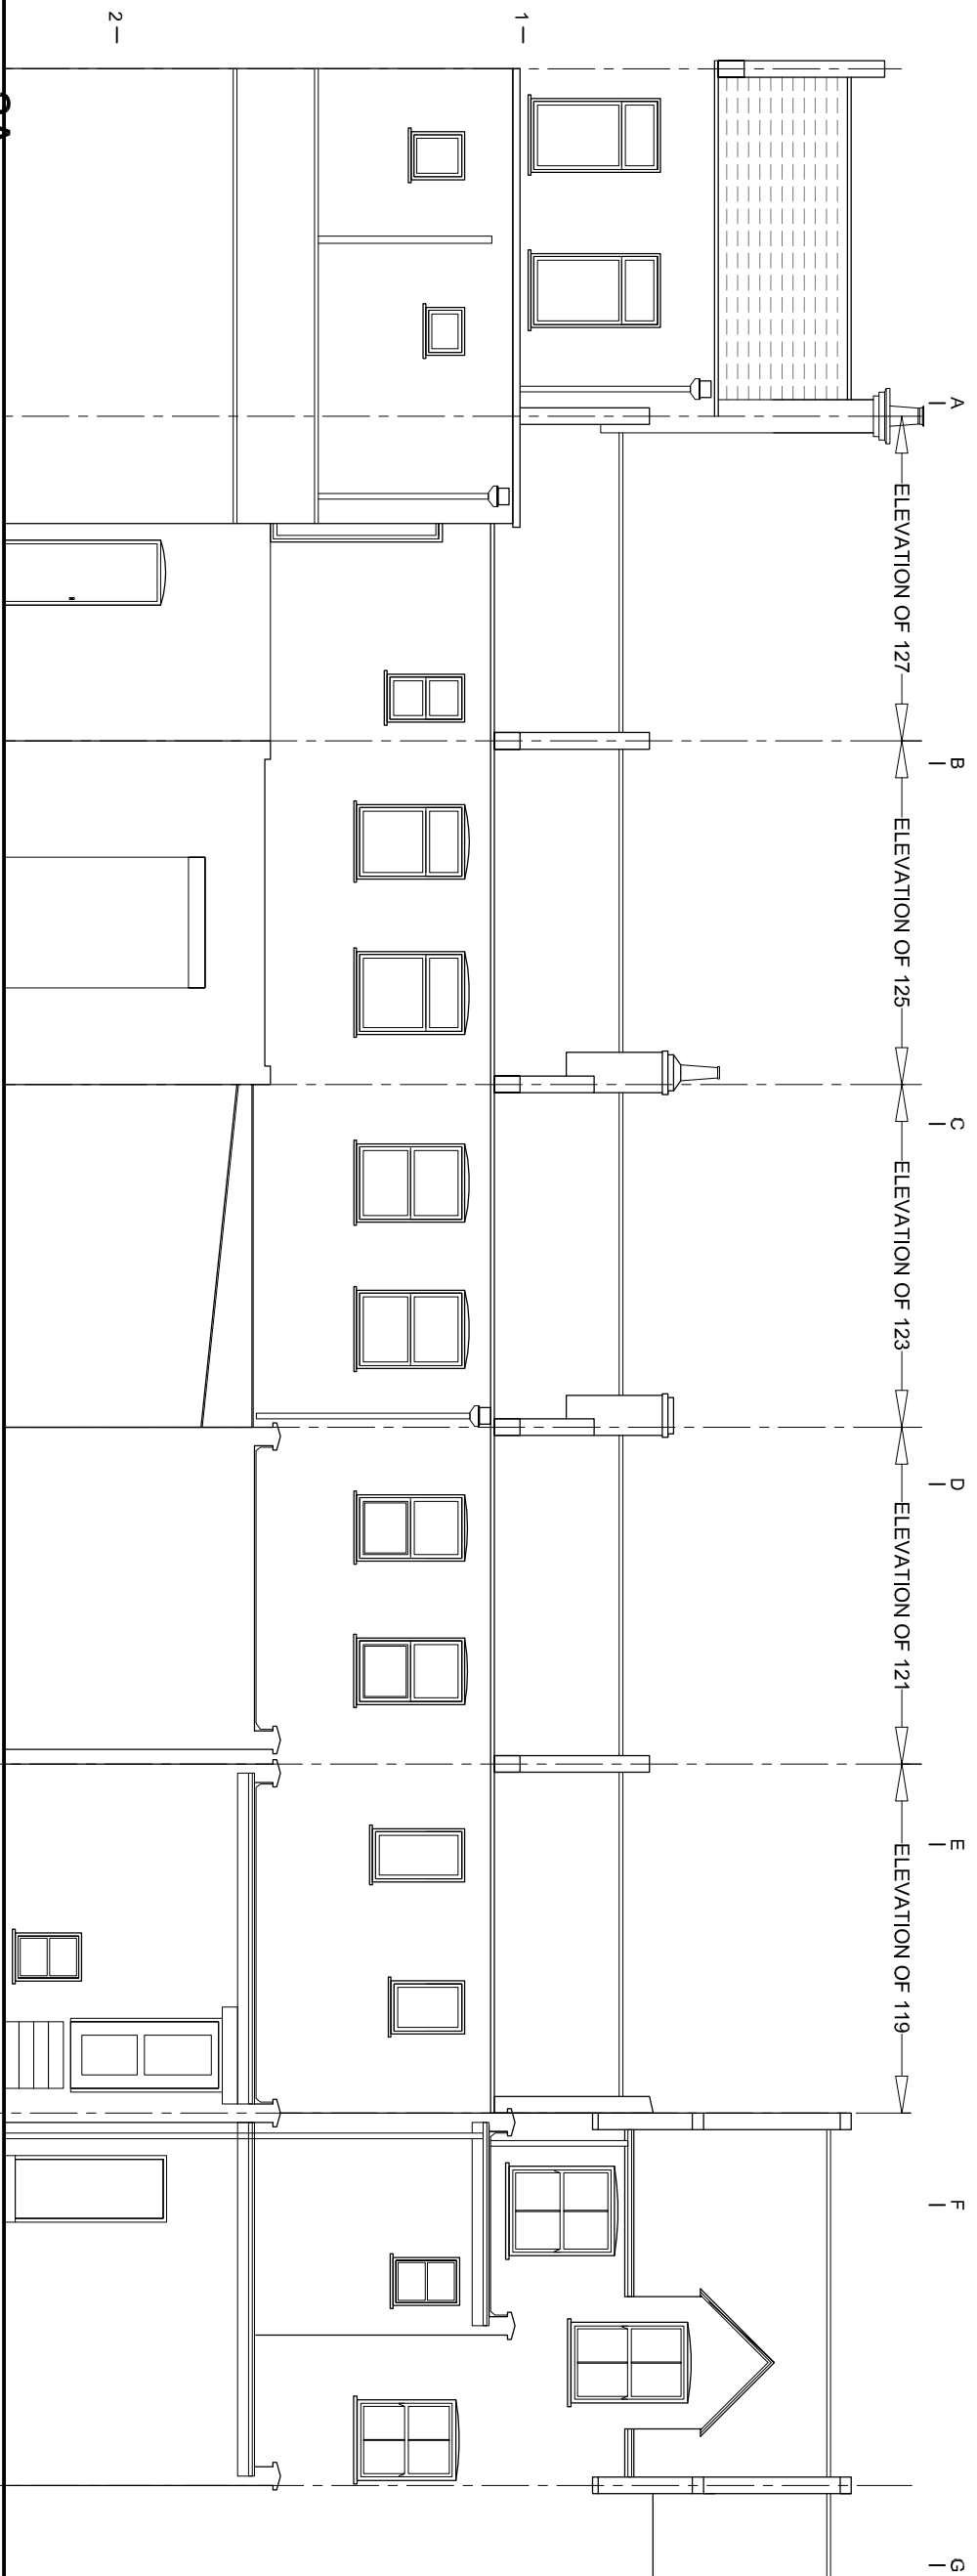 A
B
C
D
E
F
G
ELEVATION OF 127
ELEVATION OF 125
ELEVATION OF 123
ELEVATION OF 121
ELEVATION OF 119
1
2